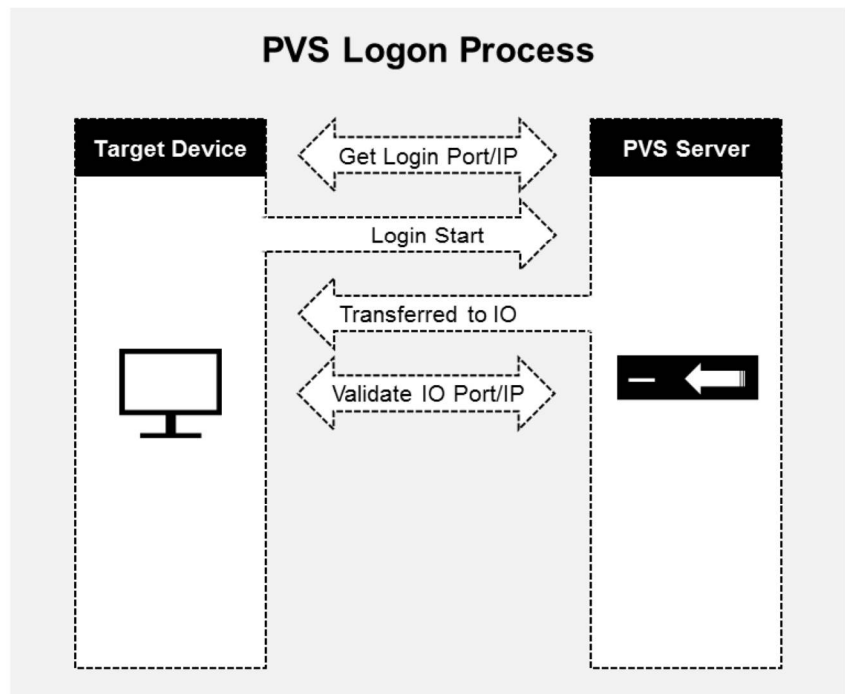 PVS Logon Process
Target Device
Get Login Port/IP
PVS Server
Login Start
Transferred to IO
Validate IO Port/IP